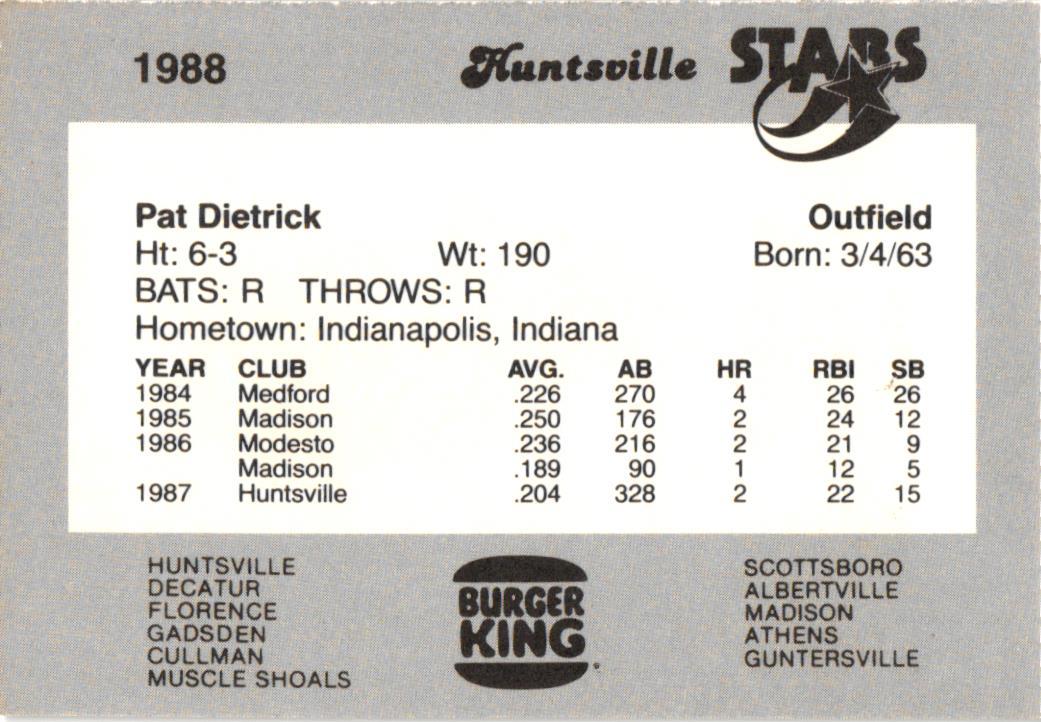 1988 Huntsville STARS
Pat Dietrick Outfield
Ht: 6-3 Wt: 190 Born: 3/4/63
BATS: R THROWS: R
Hometown: Indianapolis, Indiana
YEAR CLUB AVG. AB HR RBI SB
1984 Medford .226 270 4 26 26
1985 Madison .250 176 2 24 12
1986 Modesto .236 216 2 21 9
Madison .189 90 1 12 5
1987 Huntsville .204 328 2 22 15
HUNTSVILLE
DECATUR
FLORENCE
GADSDEN
CULLMAN
MUSCLE SHOALS
BURGER
KING
SCOTTSBORO
ALBERTVILLE
MADISON
ATHENS
GUNTERSVILLE